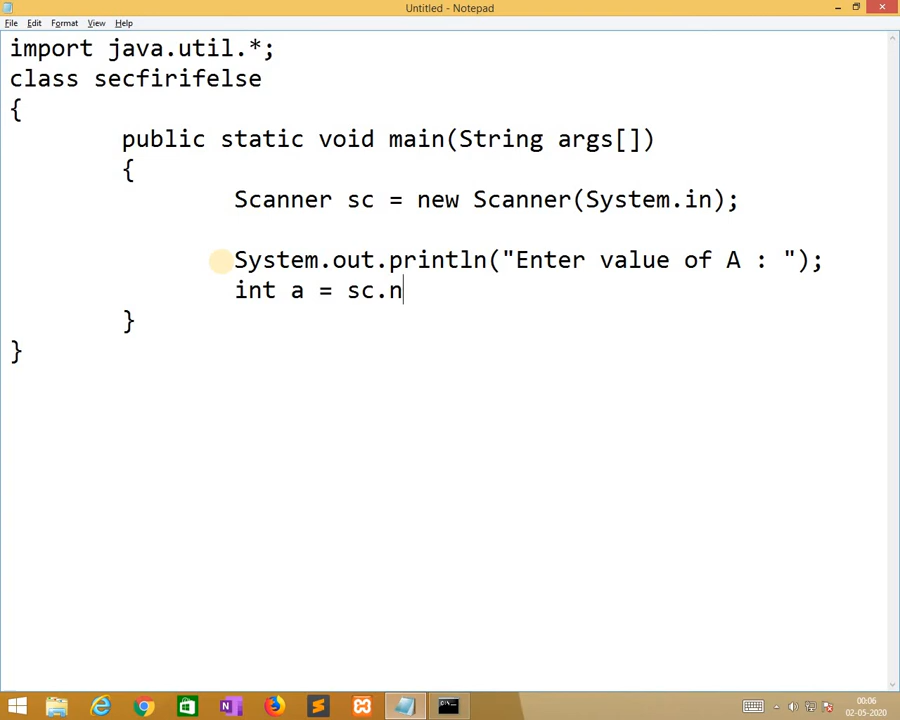 Untitled - Notepad
File Edit Format View Help
import java.util.*;
class secfirifelse
{
public static void main(String args[])
{
Scanner sc = new Scanner(System.in);
System.out.println("Enter value of A : ");
int a = sc.n
}
}
00:06
02-05-2020